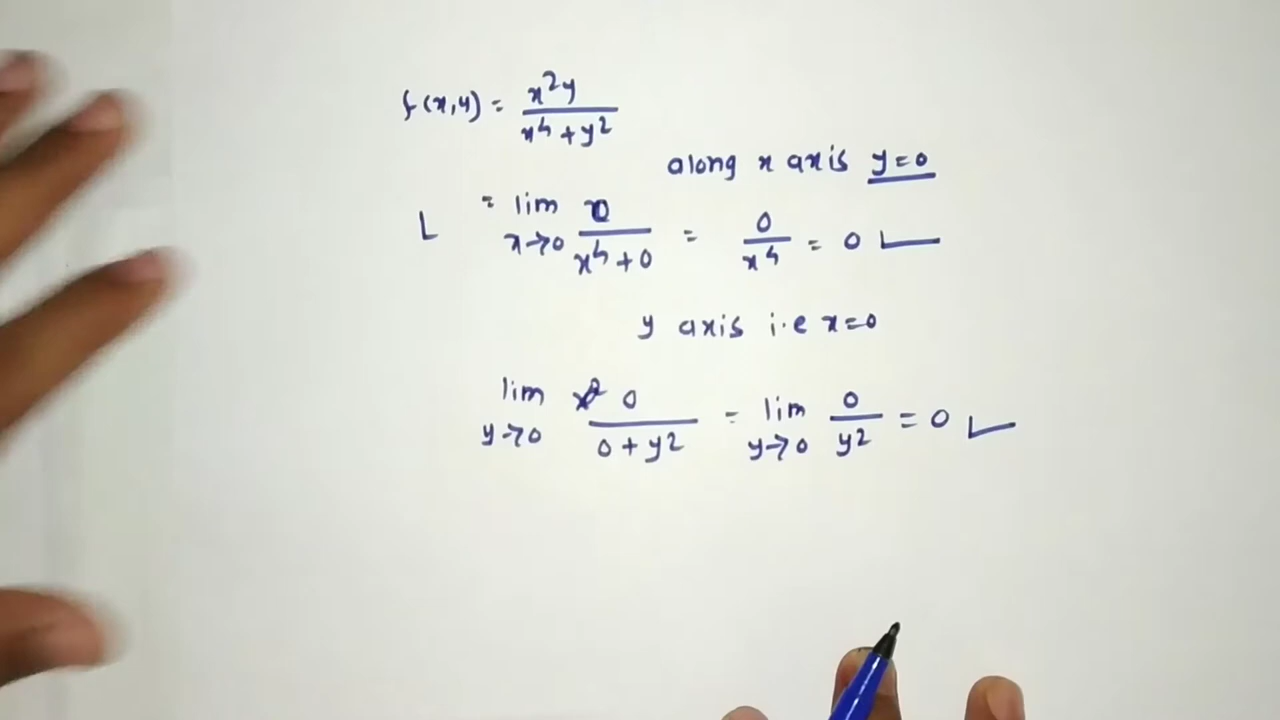 f(x,y) = x²y / x⁴ + y²
along x axis y=0
L = lim x→0 0 / x⁴ + 0 = 0 / x⁴ = 0
y axis i.e x=0
lim y→0 0 / 0 + y² = lim y→0 0 / y² = 0